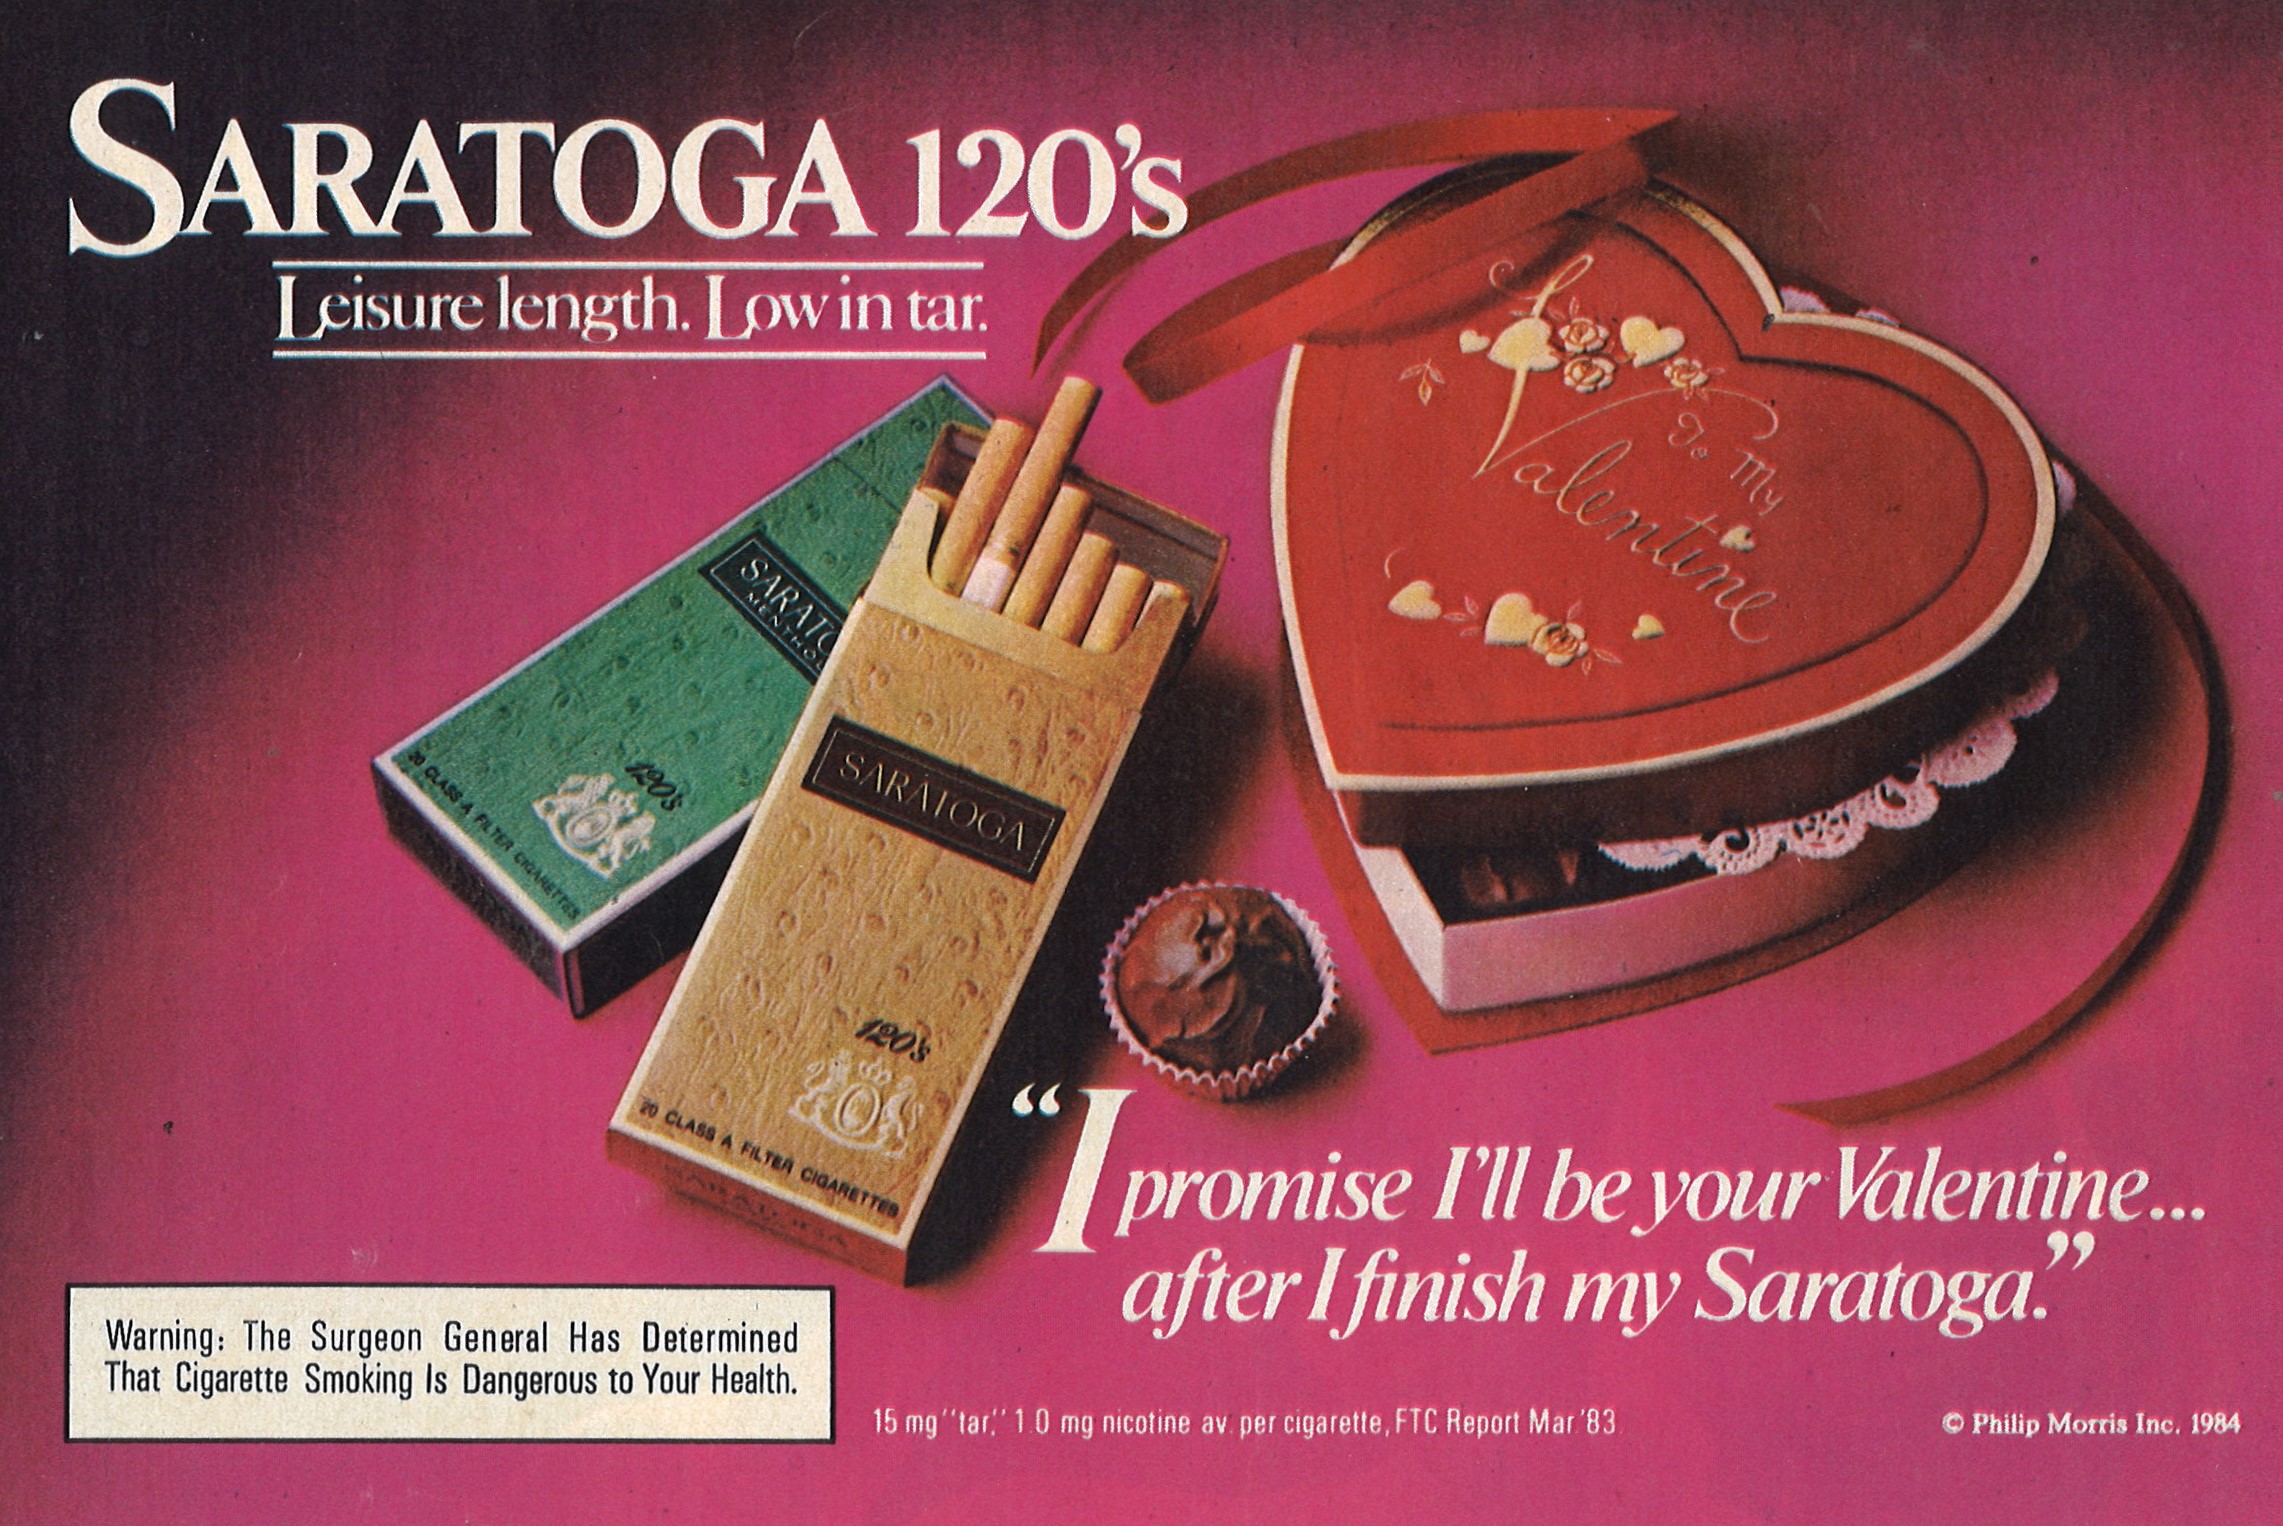 SARATOGA 120's
Leisure length. Low in tar.
To My
Valentine
SARATO
MENTHO
120's
20 CLASS A FILTER CIGARETTES
SARATOGA
120's
20 CLASS A FILTER CIGARETTES
SARATOGA
“I promise I'll be your Valentine...
after I finish my Saratoga.”
Warning: The Surgeon General Has Determined
That Cigarette Smoking Is Dangerous to Your Health.
15 mg “tar,” 1.0 mg nicotine av. per cigarette, FTC Report Mar.'83
© Philip Morris Inc. 1984